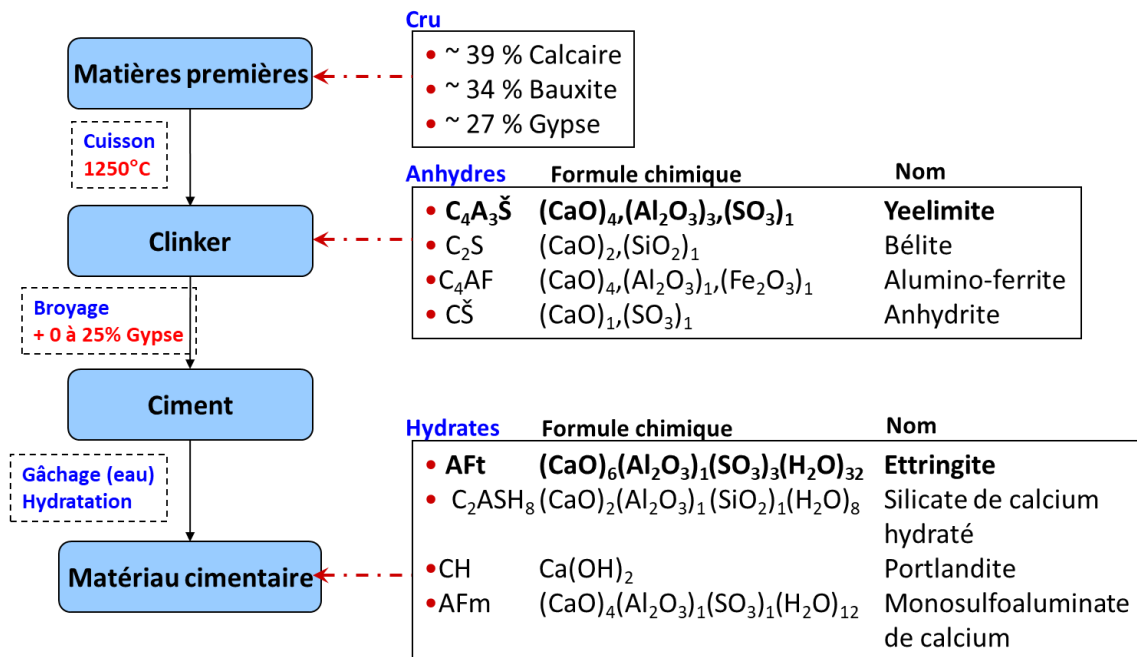 Cru
Matières premières
• ~ 39 % Calcaire
• ~ 34 % Bauxite
• ~ 27 % Gypse
Cuisson
1250°C
Anhydres Formule chimique Nom
• C₄A₃Š (CaO)₄,(Al₂O₃)₃,(SO₃)₁ Yeelimite
• C₂S (CaO)₂,(SiO₂)₁ Bélite
• C₄AF (CaO)₄,(Al₂O₃)₁,(Fe₂O₃)₁ Alumino-ferrite
• CŠ (CaO)₁,(SO₃)₁ Anhydrite
Clinker
Broyage
+ 0 à 25% Gypse
Ciment
Gâchage (eau)
Hydratation
Hydrates Formule chimique Nom
• AFt (CaO)₆(Al₂O₃)₁(SO₃)₃(H₂O)₃₂ Ettringite
• C₂ASH₈ (CaO)₂(Al₂O₃)₁(SiO₂)₁(H₂O)₈ Silicate de calcium
hydraté
• CH Ca(OH)₂ Portlandite
• AFm (CaO)₄(Al₂O₃)₁(SO₃)₁(H₂O)₁₂ Monosulfoaluminate
de calcium
Matériau cimentaire